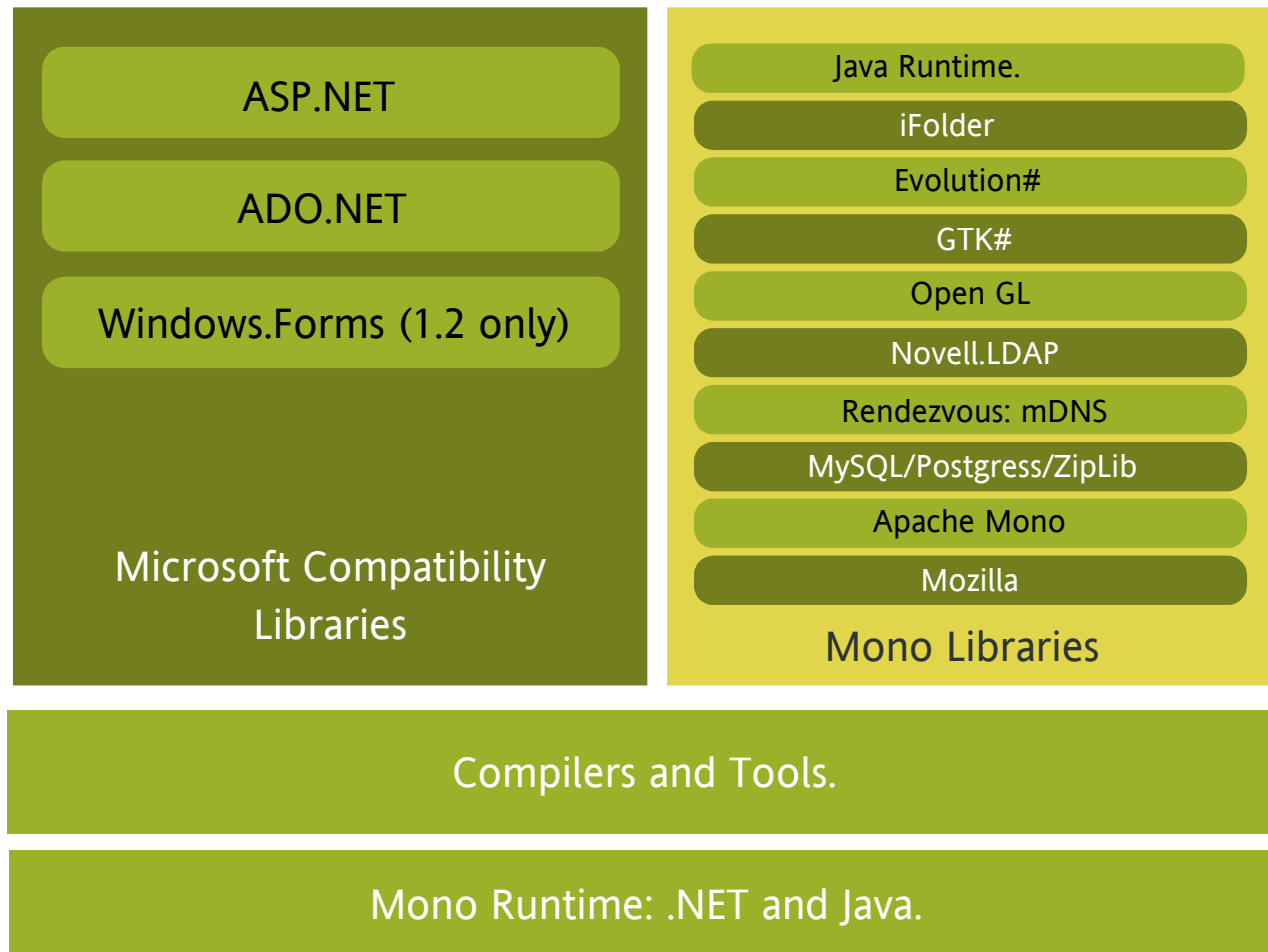 ASP.NET
ADO.NET
Windows.Forms (1.2 only)
Microsoft Compatibility
Libraries
Java Runtime.
iFolder
Evolution#
GTK#
Open GL
Novell.LDAP
Rendezvous: mDNS
MySQL/Postgress/ZipLib
Apache Mono
Mozilla
Mono Libraries
Compilers and Tools.
Mono Runtime: .NET and Java.